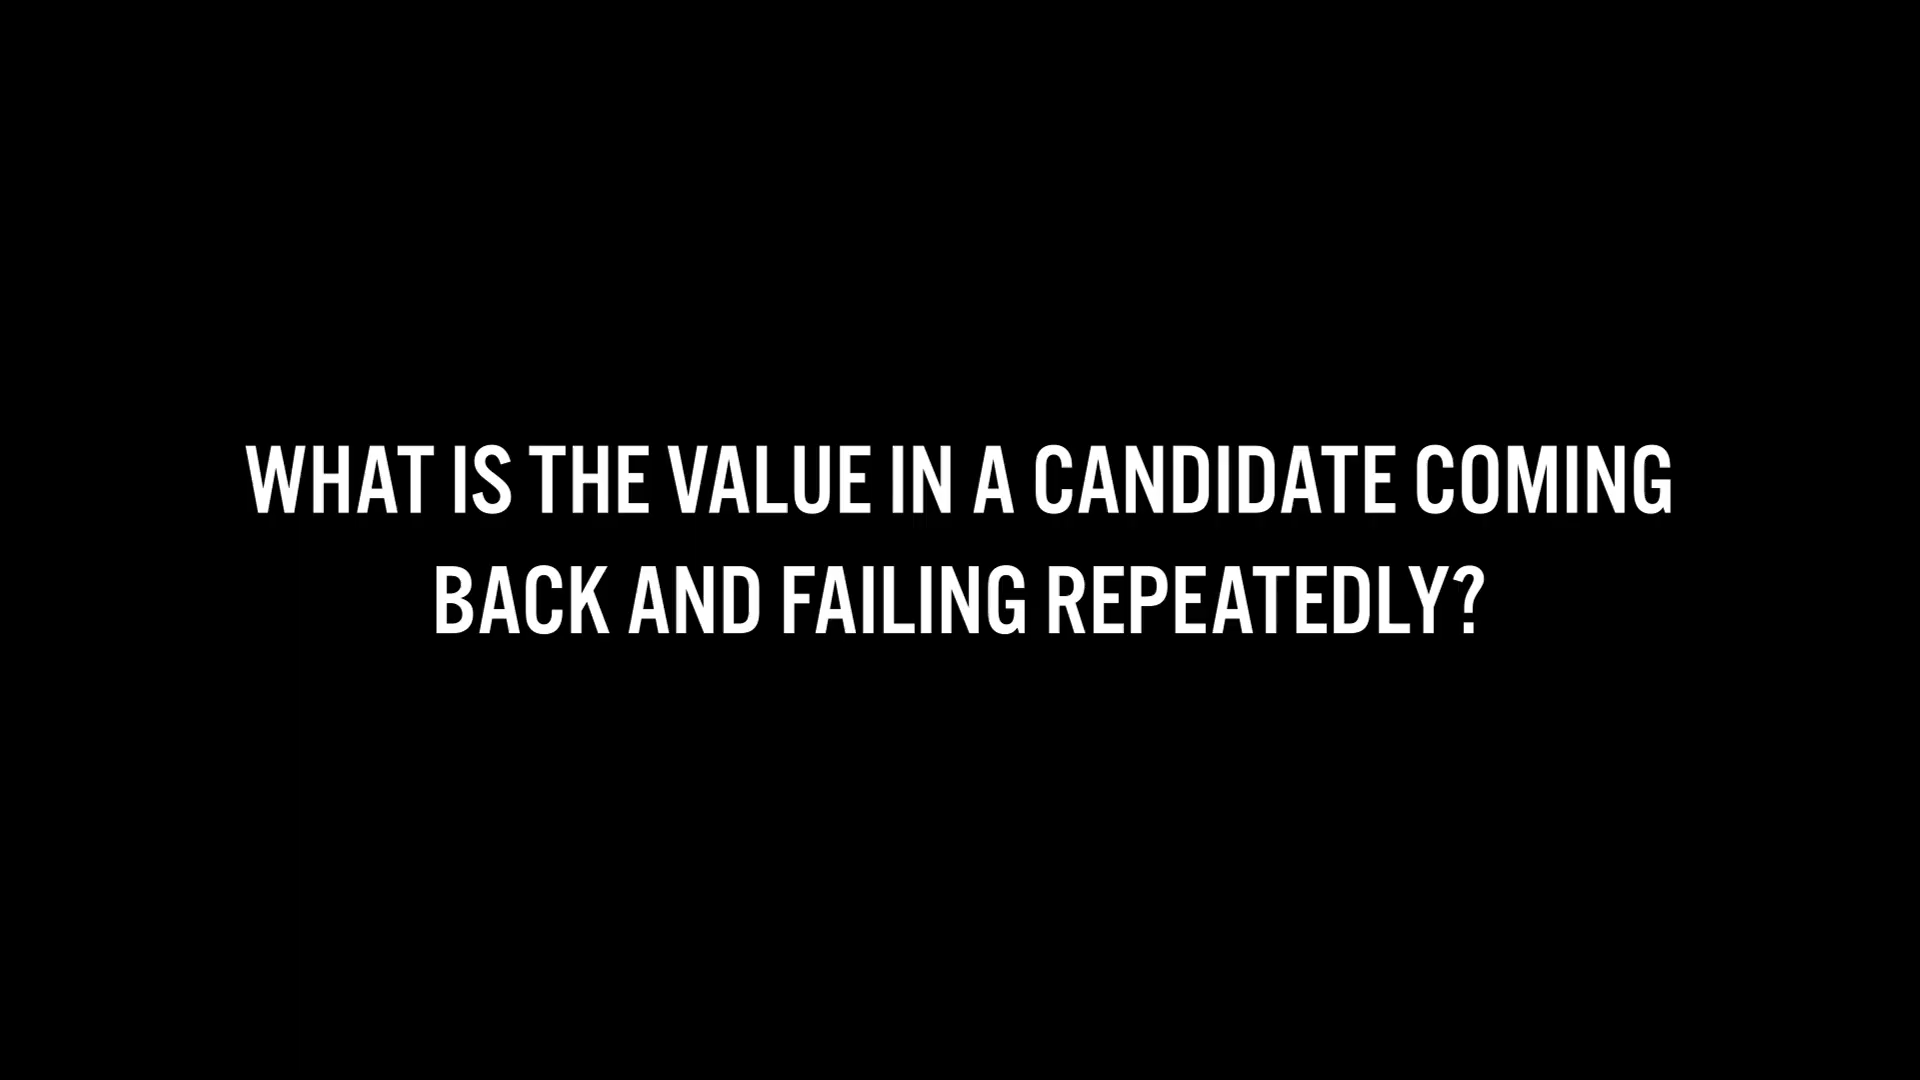 WHAT IS THE VALUE IN A CANDIDATE COMING
BACK AND FAILING REPEATEDLY?